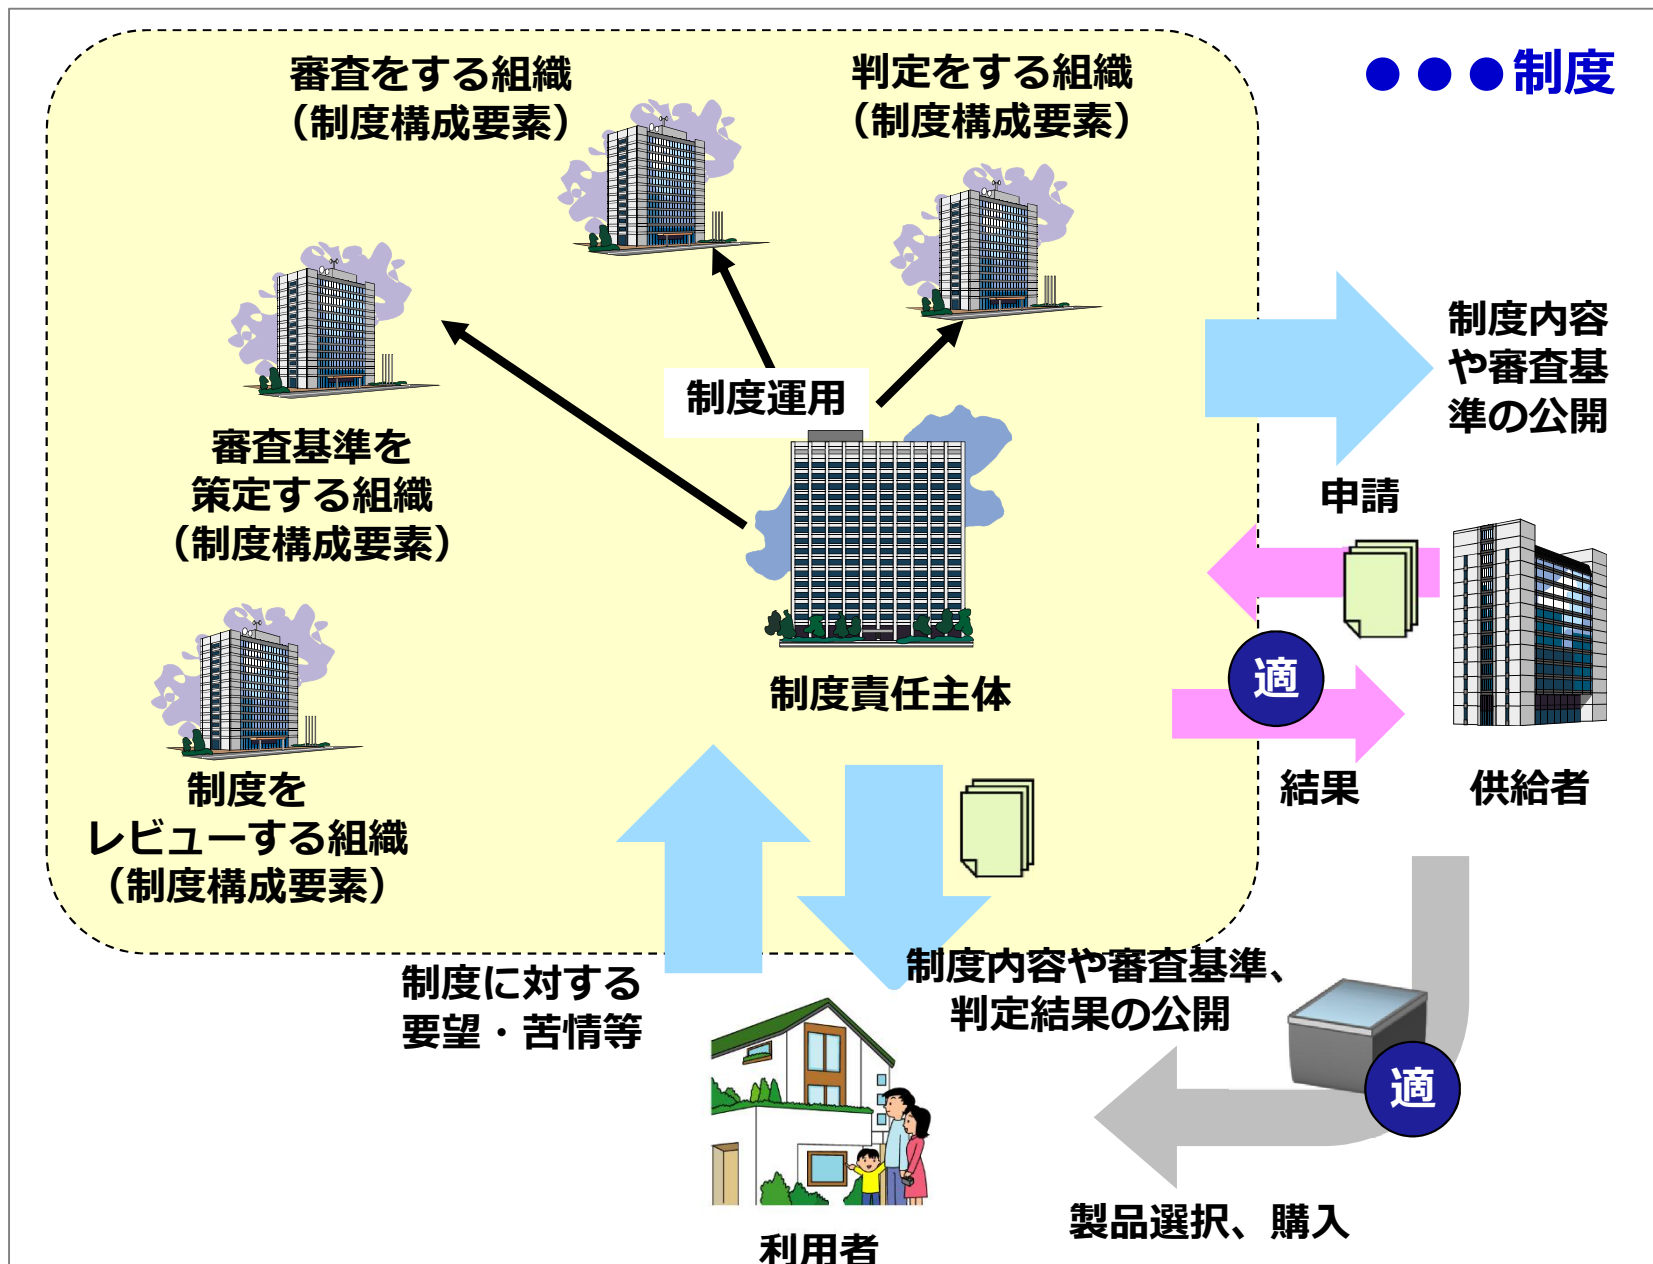 ●●●制度
審査をする組織
（制度構成要素）
判定をする組織
（制度構成要素）
制度運用
審査基準を
策定する組織
（制度構成要素）
制度を
レビューする組織
（制度構成要素）
制度責任主体
制度内容
や審査基
準の公開
申請
適
結果
供給者
制度に対する
要望・苦情等
制度内容や審査基準、
判定結果の公開
適
製品選択、購入
利用者